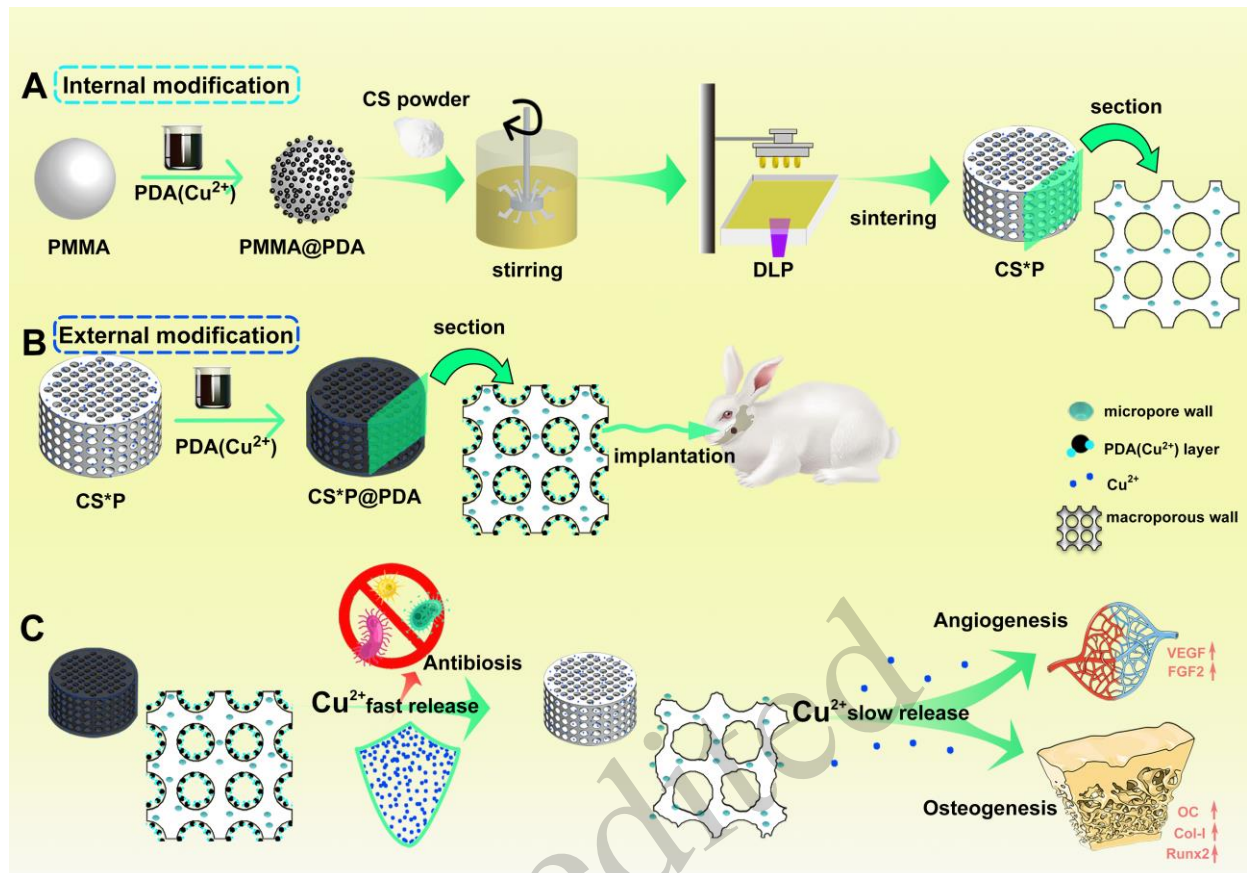 A
Internal modification
CS powder
section
PDA(Cu²⁺)
PMMA
PMMA@PDA
stirring
DLP
sintering
CS*P
B
External modification
section
PDA(Cu²⁺)
CS*P
CS*P@PDA
implantation
micropore wall
PDA(Cu²⁺) layer
Cu²⁺
macroporous wall
C
Antibiosis
Cu²⁺ fast release
Cu²⁺ slow release
Angiogenesis
VEGF↑
FGF2↑
Osteogenesis
OC ↑
Col-I↑
Runx2↑
edited